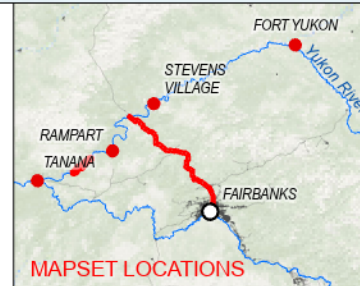 FORT YUKON
Yukon River
STEVENS
VILLAGE
RAMPART
TANANA
FAIRBANKS
MAPSET LOCATIONS